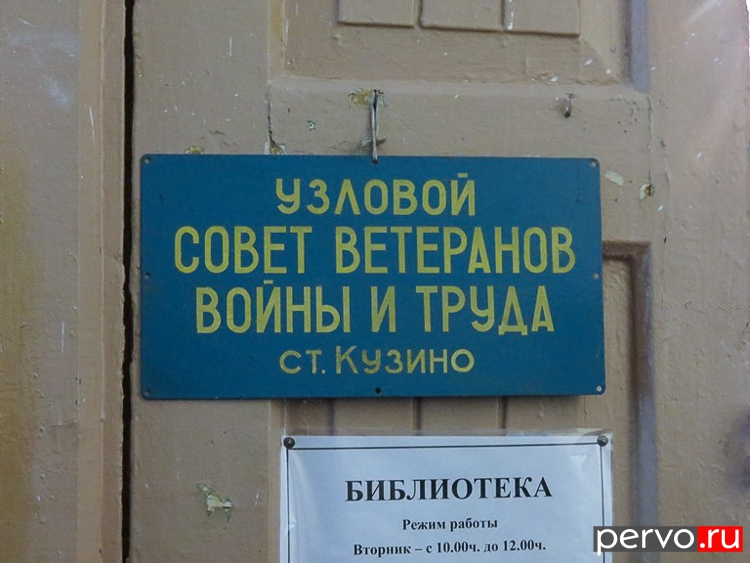 УЗЛОВОЙ
СОВЕТ ВЕТЕРАНОВ
ВОЙНЫ И ТРУДА
СТ. КУЗИНО
БИБЛИОТЕКА
Режим работы
Вторник – с 10.00ч. до 12.00ч.
pervo.ru